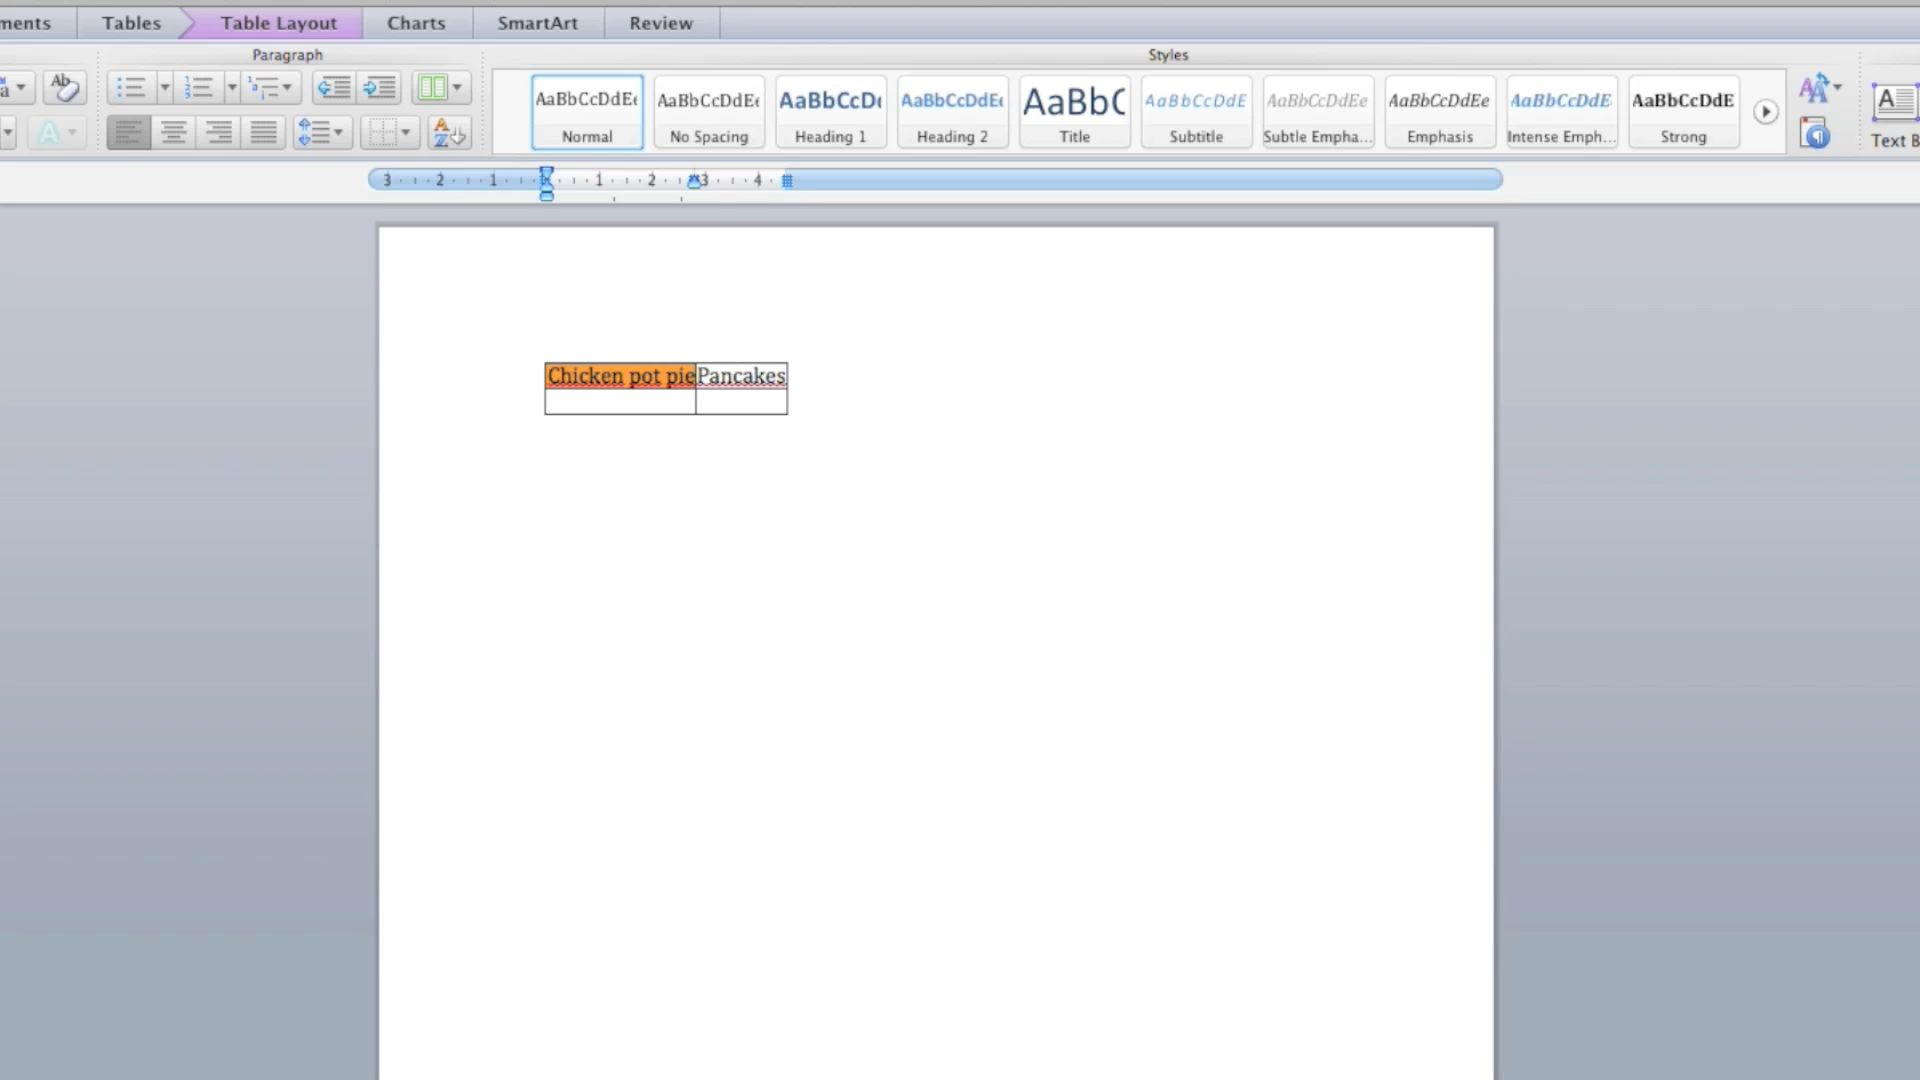 ments Tables Table Layout Charts SmartArt Review
Paragraph Styles
a Ab AaBbCcDdEe AaBbCcDdEe AaBbCcDc AaBbCcDdEe AaBbC AaBbCcDdE AaBbCcDdEe AaBbCcDdEe AaBbCcDdE AaBbCcDdE
Normal No Spacing Heading 1 Heading 2 Title Subtitle Subtle Empha... Emphasis Intense Emph... Strong Text B
3 2 1 1 2 3 4
Chicken pot pie Pancakes